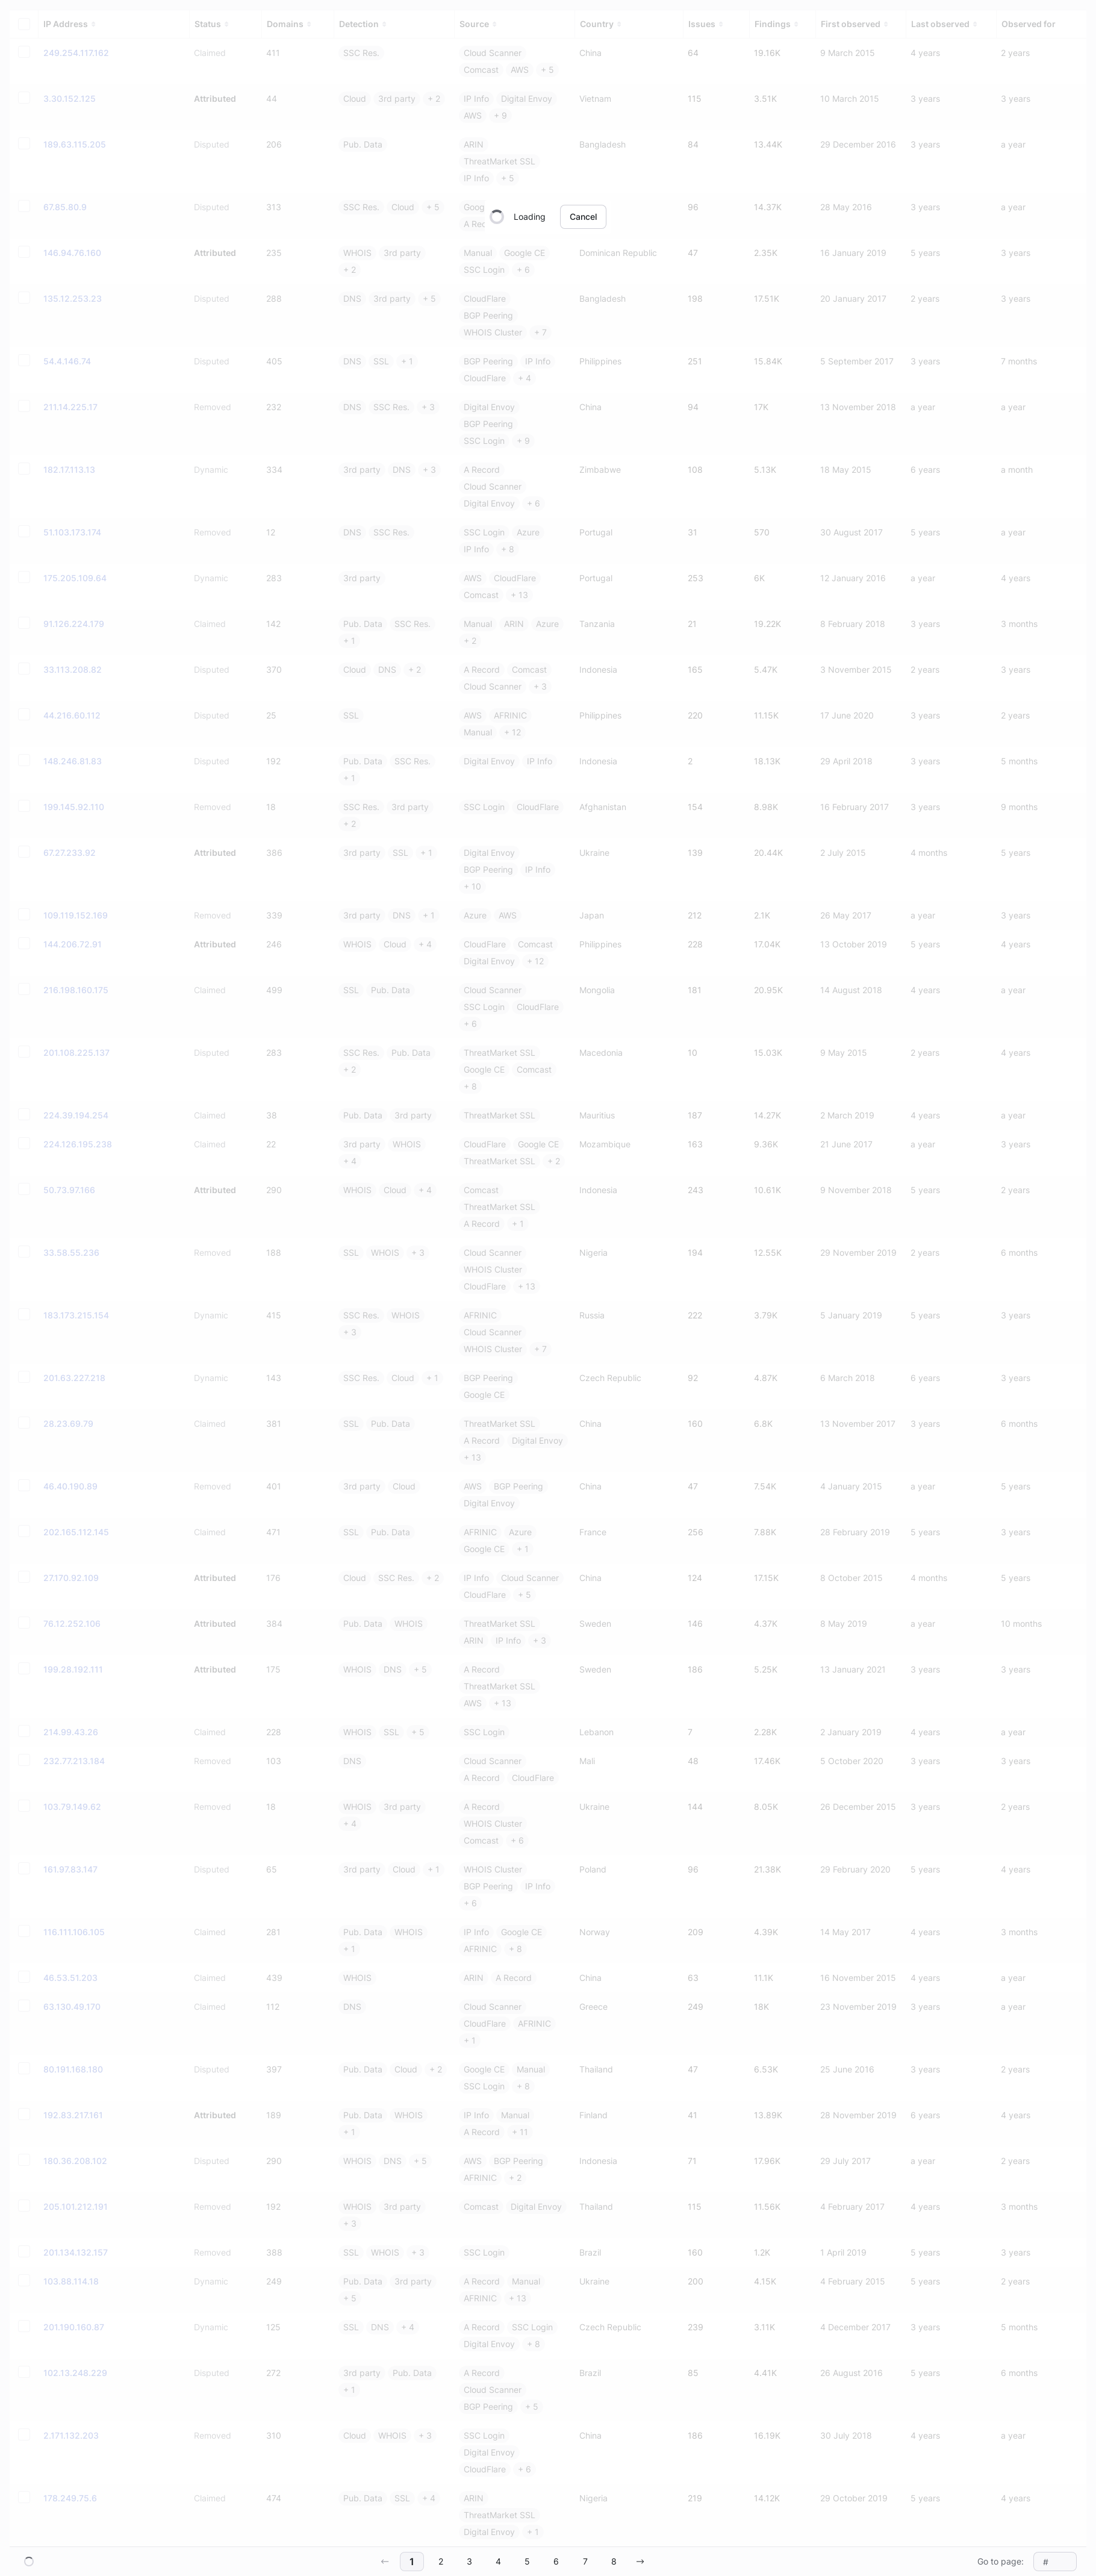 IP Address Status Domains Detection Source Country Issues Findings First observed Last observed Observed for
249.254.117.162 Claimed 411 SSC Res. Cloud Scanner China 64 19.16K 9 March 2015 4 years 2 years
Comcast AWS + 5
3.30.152.125 Attributed 44 Cloud 3rd party + 2 IP Info Digital Envoy Vietnam 115 3.51K 10 March 2015 3 years 3 years
AWS + 9
189.63.115.205 Disputed 206 Pub. Data ARIN Bangladesh 84 13.44K 29 December 2016 3 years a year
ThreatMarket SSL
IP Info + 5
67.85.80.9 Disputed 313 SSC Res. Cloud + 5 96 14.37K 28 May 2016 3 years a year
Loading Cancel
146.94.76.160 Attributed 235 WHOIS 3rd party Manual Google CE Dominican Republic 47 2.35K 16 January 2019 5 years 3 years
+ 2 SSC Login + 6
135.12.253.23 Disputed 288 DNS 3rd party + 5 CloudFlare Bangladesh 198 17.51K 20 January 2017 2 years 3 years
BGP Peering
WHOIS Cluster + 7
54.4.146.74 Disputed 405 DNS SSL + 1 BGP Peering IP Info Philippines 251 15.84K 5 September 2017 3 years 7 months
CloudFlare + 4
211.14.225.17 Removed 232 DNS SSC Res. + 3 Digital Envoy China 94 17K 13 November 2018 a year a year
BGP Peering
SSC Login + 9
182.17.113.13 Dynamic 334 3rd party DNS + 3 A Record Zimbabwe 108 5.13K 18 May 2015 6 years a month
Cloud Scanner
Digital Envoy + 6
51.103.173.174 Removed 12 DNS SSC Res. SSC Login Azure Portugal 31 570 30 August 2017 5 years a year
IP Info + 8
175.205.109.64 Dynamic 283 3rd party AWS CloudFlare Portugal 253 6K 12 January 2016 a year 4 years
Comcast + 13
91.126.224.179 Claimed 142 Pub. Data SSC Res. Manual ARIN Azure Tanzania 21 19.22K 8 February 2018 3 years 3 months
+ 1 + 2
33.113.208.82 Disputed 370 Cloud DNS + 2 A Record Comcast Indonesia 165 5.47K 3 November 2015 2 years 3 years
Cloud Scanner + 3
44.216.60.112 Disputed 25 SSL AWS AFRINIC Philippines 220 11.15K 17 June 2020 3 years 2 years
Manual + 12
148.246.81.83 Disputed 192 Pub. Data SSC Res. Digital Envoy IP Info Indonesia 2 18.13K 29 April 2018 3 years 5 months
+ 1
199.145.92.110 Removed 18 SSC Res. 3rd party SSC Login CloudFlare Afghanistan 154 8.98K 16 February 2017 3 years 9 months
+ 2
67.27.233.92 Attributed 386 3rd party SSL + 1 Digital Envoy Ukraine 139 20.44K 2 July 2015 4 months 5 years
BGP Peering IP Info
+ 10
109.119.152.169 Removed 339 3rd party DNS + 1 Azure AWS Japan 212 2.1K 26 May 2017 a year 3 years
144.206.72.91 Attributed 246 WHOIS Cloud + 4 CloudFlare Comcast Philippines 228 17.04K 13 October 2019 5 years 4 years
Digital Envoy + 12
216.198.160.175 Claimed 499 SSL Pub. Data Cloud Scanner Mongolia 181 20.95K 14 August 2018 4 years a year
SSC Login CloudFlare
+ 6
201.108.225.137 Disputed 283 SSC Res. Pub. Data ThreatMarket SSL Macedonia 10 15.03K 9 May 2015 2 years 4 years
+ 2 Google CE Comcast
+ 8
224.39.194.254 Claimed 38 Pub. Data 3rd party ThreatMarket SSL Mauritius 187 14.27K 2 March 2019 4 years a year
224.126.195.238 Claimed 22 3rd party WHOIS CloudFlare Google CE Mozambique 163 9.36K 21 June 2017 a year 3 years
+ 4 ThreatMarket SSL + 2
50.73.97.166 Attributed 290 WHOIS Cloud + 4 Comcast Indonesia 243 10.61K 9 November 2018 5 years 2 years
ThreatMarket SSL
A Record + 1
33.58.55.236 Removed 188 SSL WHOIS + 3 Cloud Scanner Nigeria 194 12.55K 29 November 2019 2 years 6 months
WHOIS Cluster
CloudFlare + 13
183.173.215.154 Dynamic 415 SSC Res. WHOIS AFRINIC Russia 222 3.79K 5 January 2019 5 years 3 years
+ 3 Cloud Scanner
WHOIS Cluster + 7
201.63.227.218 Dynamic 143 SSC Res. Cloud + 1 BGP Peering Czech Republic 92 4.87K 6 March 2018 6 years 3 years
Google CE
28.23.69.79 Claimed 381 SSL Pub. Data ThreatMarket SSL China 160 6.8K 13 November 2017 3 years 6 months
A Record Digital Envoy
+ 13
46.40.190.89 Removed 401 3rd party Cloud AWS BGP Peering China 47 7.54K 4 January 2015 a year 5 years
Digital Envoy
202.165.112.145 Claimed 471 SSL Pub. Data AFRINIC Azure France 256 7.88K 28 February 2019 5 years 3 years
Google CE + 1
27.170.92.109 Attributed 176 Cloud SSC Res. + 2 IP Info Cloud Scanner China 124 17.15K 8 October 2015 4 months 5 years
CloudFlare + 5
76.12.252.106 Attributed 384 Pub. Data WHOIS ThreatMarket SSL Sweden 146 4.37K 8 May 2019 a year 10 months
ARIN IP Info + 3
199.28.192.111 Attributed 175 WHOIS DNS + 5 A Record Sweden 186 5.25K 13 January 2021 3 years 3 years
ThreatMarket SSL
AWS + 13
214.99.43.26 Claimed 228 WHOIS SSL + 5 SSC Login Lebanon 7 2.28K 2 January 2019 4 years a year
232.77.213.184 Removed 103 DNS Cloud Scanner Mali 48 17.46K 5 October 2020 3 years 3 years
A Record CloudFlare
103.79.149.62 Removed 18 WHOIS 3rd party A Record Ukraine 144 8.05K 26 December 2015 3 years 2 years
+ 4 WHOIS Cluster
Comcast + 6
161.97.83.147 Disputed 65 3rd party Cloud + 1 WHOIS Cluster Poland 96 21.38K 29 February 2020 5 years 4 years
BGP Peering IP Info
+ 6
116.111.106.105 Claimed 281 Pub. Data WHOIS IP Info Google CE Norway 209 4.39K 14 May 2017 4 years 3 months
+ 1 AFRINIC + 8
46.53.51.203 Claimed 439 WHOIS ARIN A Record China 63 11.1K 16 November 2015 4 years a year
63.130.49.170 Claimed 112 DNS Cloud Scanner Greece 249 18K 23 November 2019 3 years a year
CloudFlare AFRINIC
+ 1
60.191.168.180 Disputed 397 Pub. Data Cloud + 2 Google CE Manual Thailand 47 6.53K 25 June 2016 3 years 2 years
SSC Login + 8
192.83.217.161 Attributed 189 Pub. Data WHOIS IP Info Manual Finland 41 13.89K 28 November 2019 6 years 4 years
+ 1 A Record + 11
180.36.208.102 Disputed 290 WHOIS DNS + 5 AWS BGP Peering Indonesia 71 17.96K 29 July 2017 a year 2 years
AFRINIC + 2
205.101.212.191 Removed 192 WHOIS 3rd party Comcast Digital Envoy Thailand 115 11.56K 4 February 2017 4 years 3 months
+ 3
201.134.132.157 Removed 388 SSL WHOIS + 3 SSC Login Brazil 160 1.2K 1 April 2019 5 years 3 years
103.88.114.16 Dynamic 249 Pub. Data 3rd party A Record Manual Ukraine 200 4.15K 4 February 2015 5 years 2 years
+ 5 AFRINIC + 13
201.190.160.87 Dynamic 125 SSL DNS + 4 A Record SSC Login Czech Republic 239 3.11K 4 December 2017 3 years 5 months
Digital Envoy + 8
102.13.248.229 Disputed 272 3rd party Pub. Data A Record Brazil 85 4.41K 26 August 2016 5 years 6 months
+ 1 Cloud Scanner
BGP Peering + 5
2.171.132.203 Removed 310 Cloud WHOIS + 3 SSC Login China 186 16.19K 30 July 2018 4 years a year
Digital Envoy
CloudFlare + 6
178.249.75.6 Claimed 474 Pub. Data SSL + 4 ARIN Nigeria 219 14.12K 29 October 2019 5 years 4 years
ThreatMarket SSL
Digital Envoy + 1
← 1 2 3 4 5 6 7 8 → Go to page: #